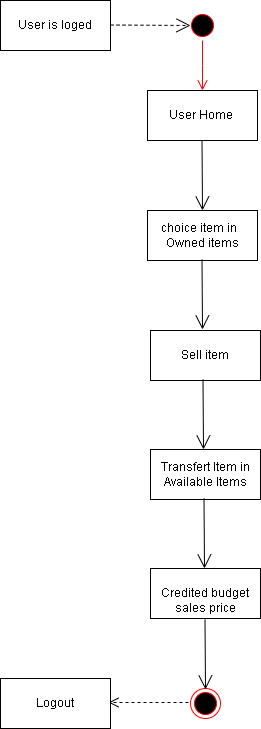 User is loged
User Home
choice item in
Owned items
Sell item
Transfert Item in
Available Items
Credited budget
sales price
Logout